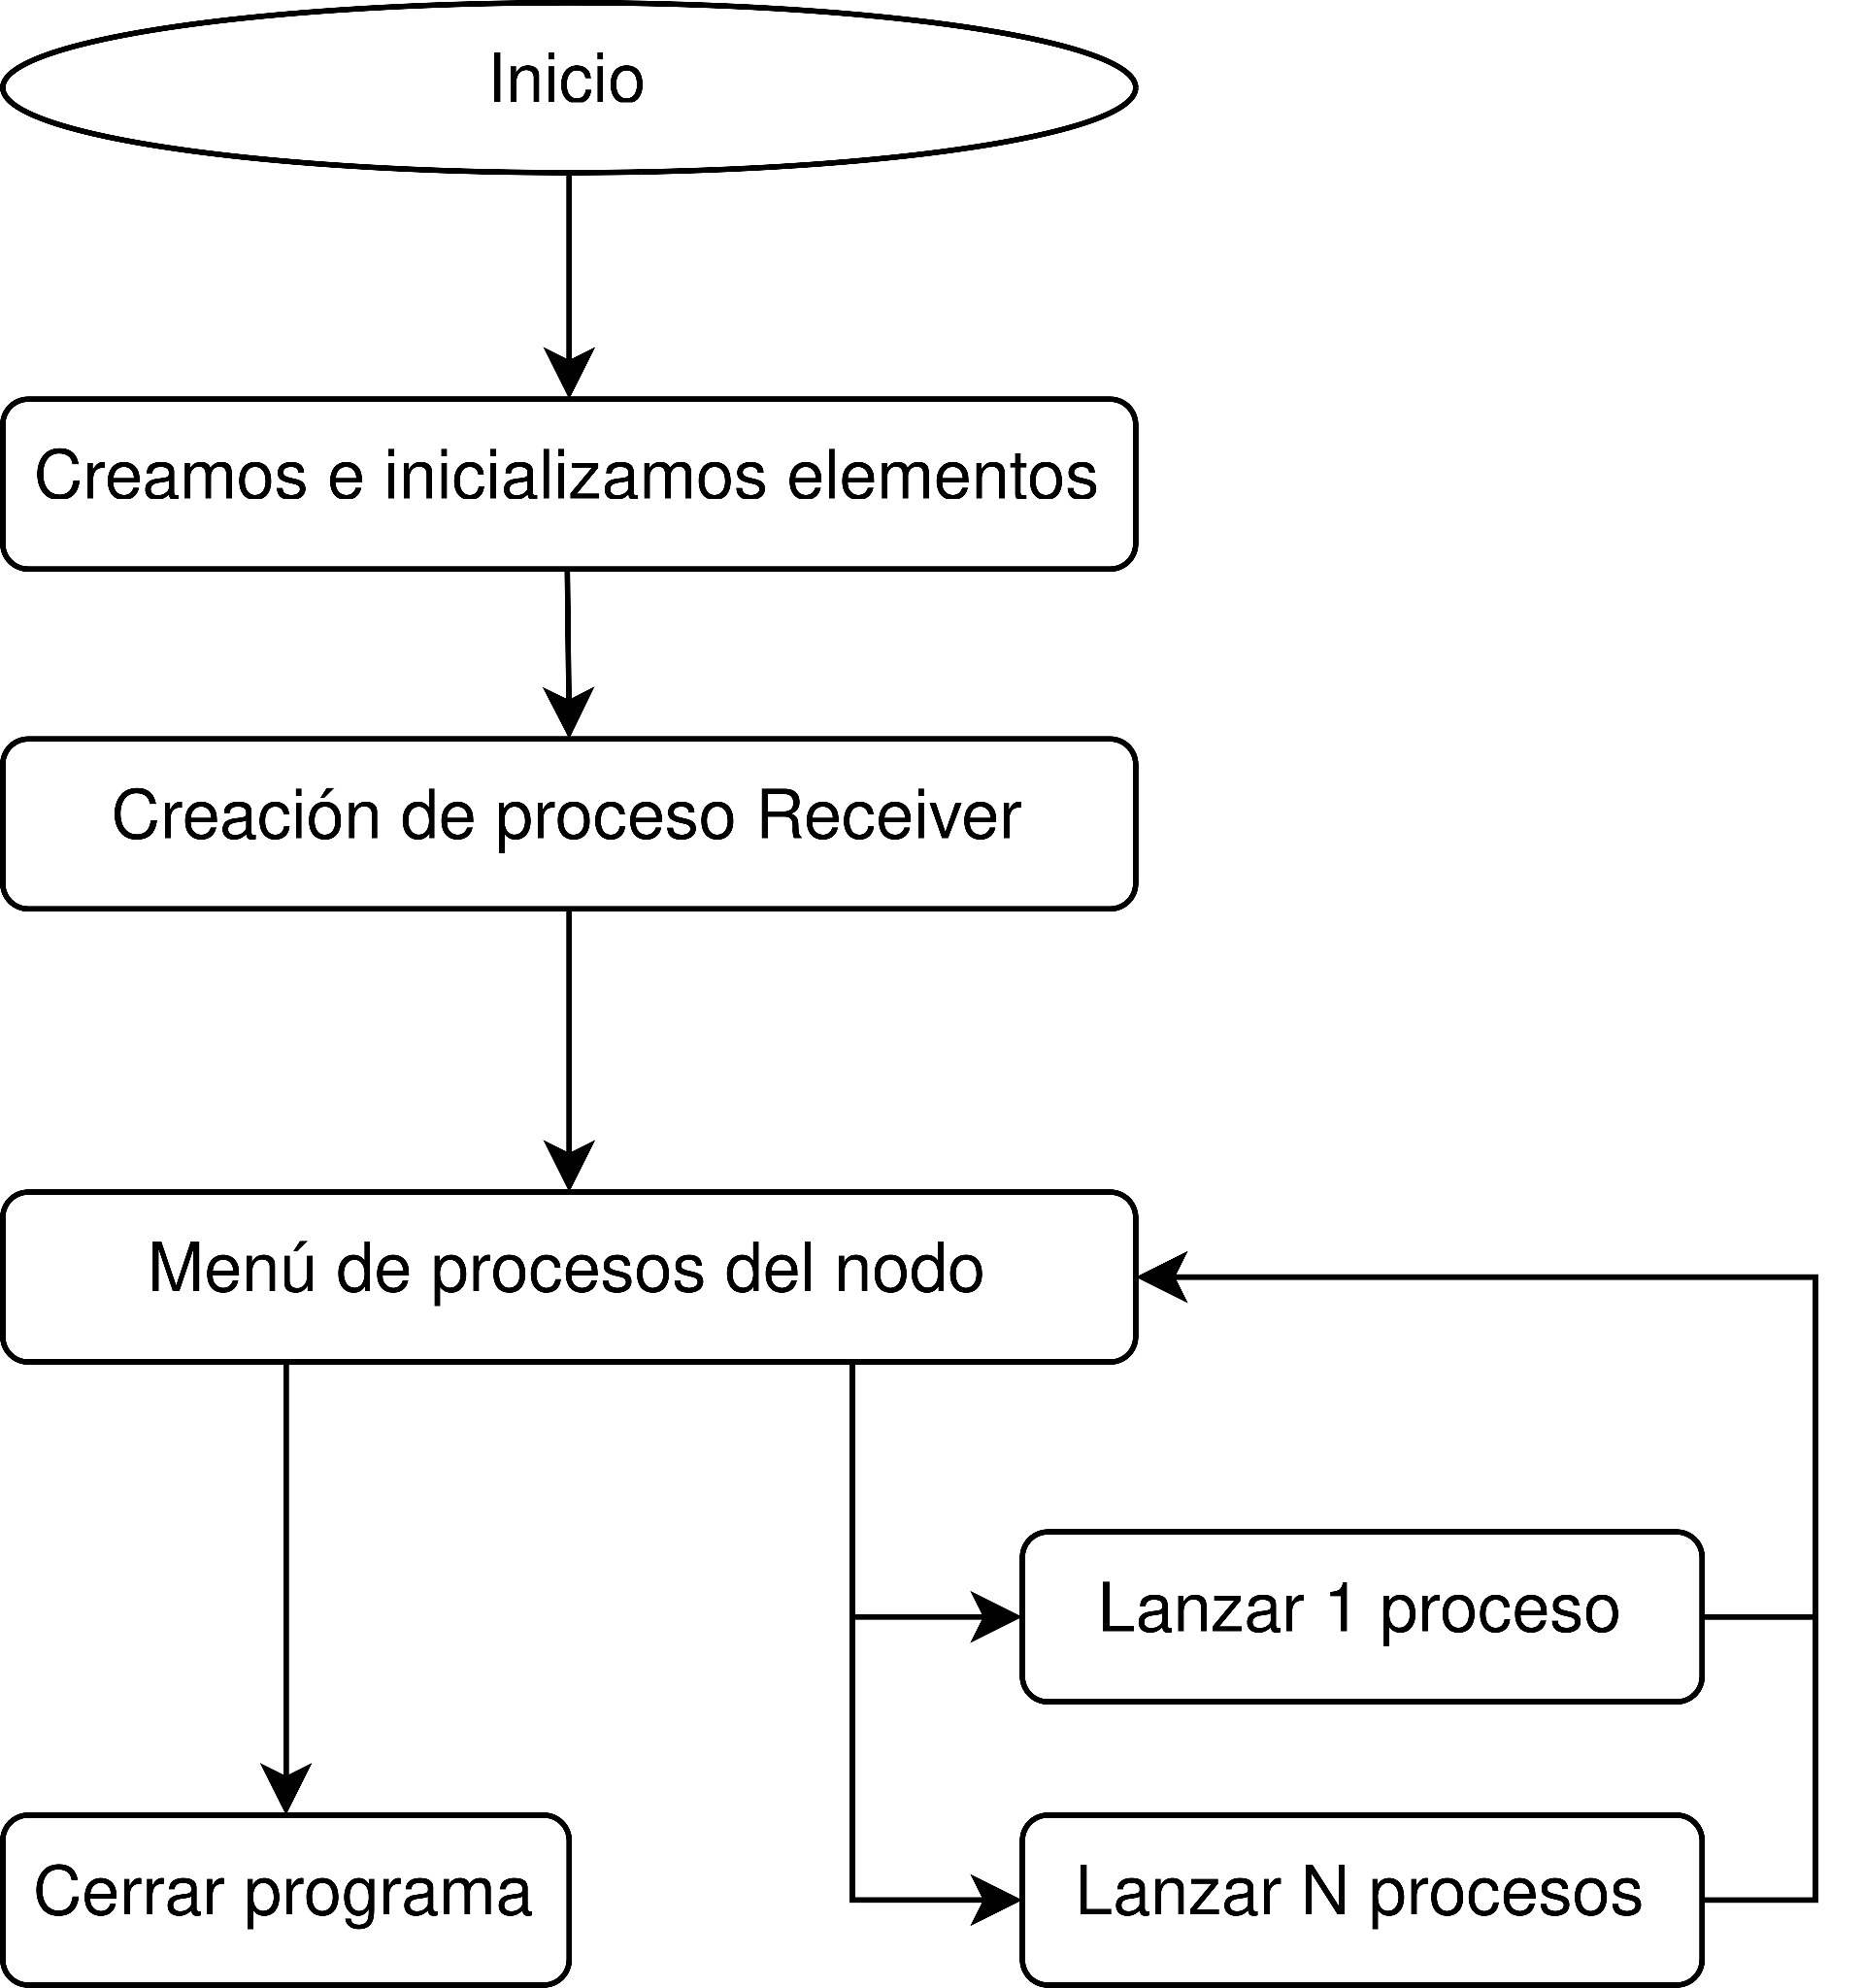 Inicio
Creamos e inicializamos elementos
Creación de proceso Receiver
Menú de procesos del nodo
Lanzar 1 proceso
Cerrar programa
Lanzar N procesos